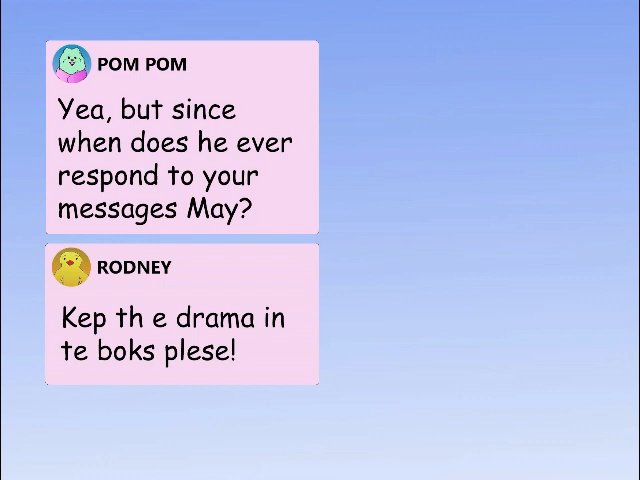 POM POM
Yea, but since
when does he ever
respond to your
messages May?
RODNEY
Kep th e drama in
te boks plese!